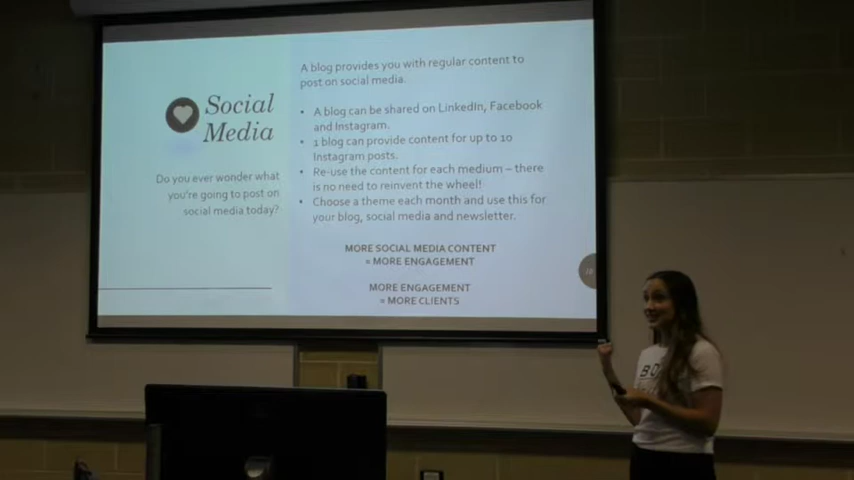 Social
Media
Do you ever wonder what
you're going to post on
social media today?
A blog provides you with regular content to
post on social media.
• A blog can be shared on LinkedIn, Facebook
and Instagram.
• 1 blog can provide content for up to 10
Instagram posts.
• Re-use the content for each medium – there
is no need to reinvent the wheel!
• Choose a theme each month and use this for
your blog, social media and newsletter.
MORE SOCIAL MEDIA CONTENT
= MORE ENGAGEMENT
MORE ENGAGEMENT
= MORE CLIENTS